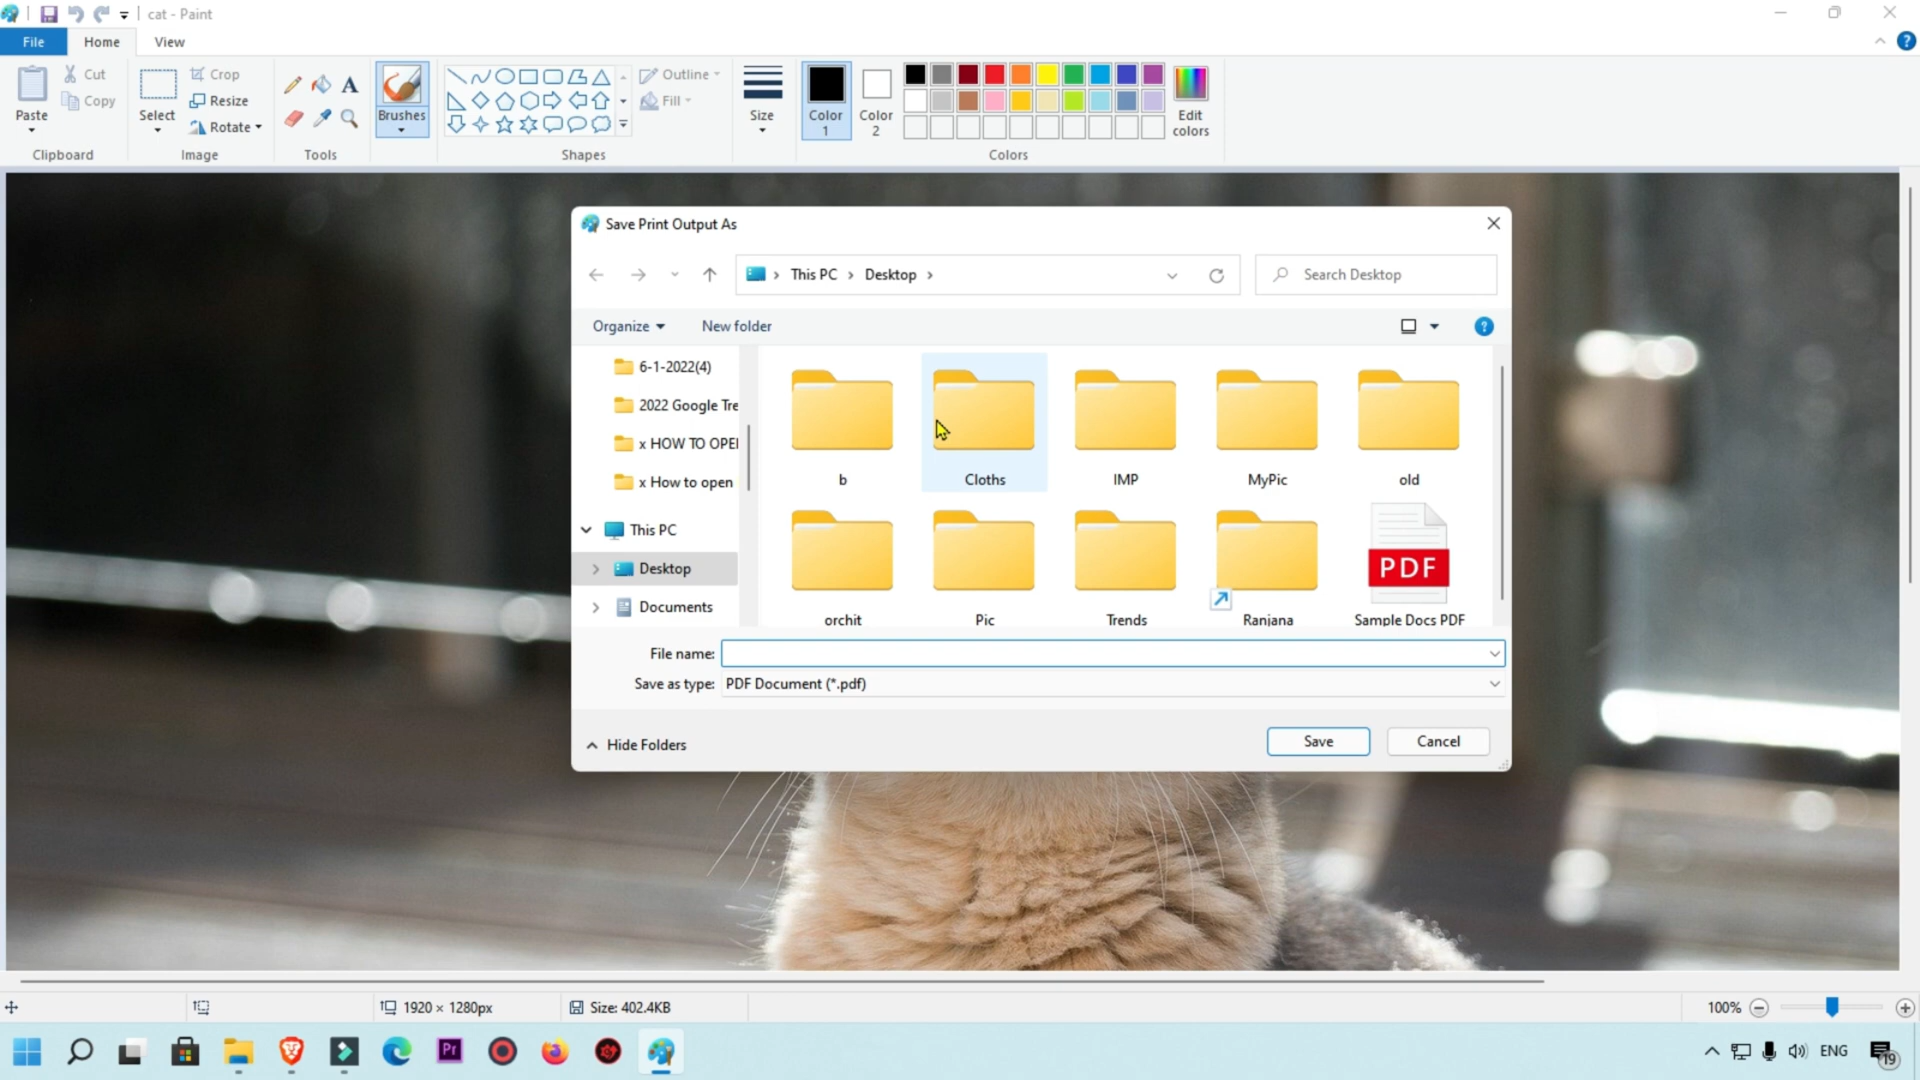 cat - Paint
File Home View
Paste
Cut
Copy
Clipboard
Select
Crop
Resize
Rotate
Image
A
Tools
Brushes
Shapes
Outline
Fill
Size
Color 1
Color 2
Colors
Edit colors
Save Print Output As
This PC > Desktop >
Search Desktop
Organize New folder
6-1-2022(4)
2022 Google Tre
x HOW TO OPE
x How to open
This PC
Desktop
Documents
b Cloths IMP MyPic old
PDF
orchit Pic Trends Ranjana Sample Docs PDF
File name:
Save as type: PDF Document (*.pdf)
Hide Folders
Save Cancel
1920 × 1280px Size: 402.4KB 100%
Pr ENG 19